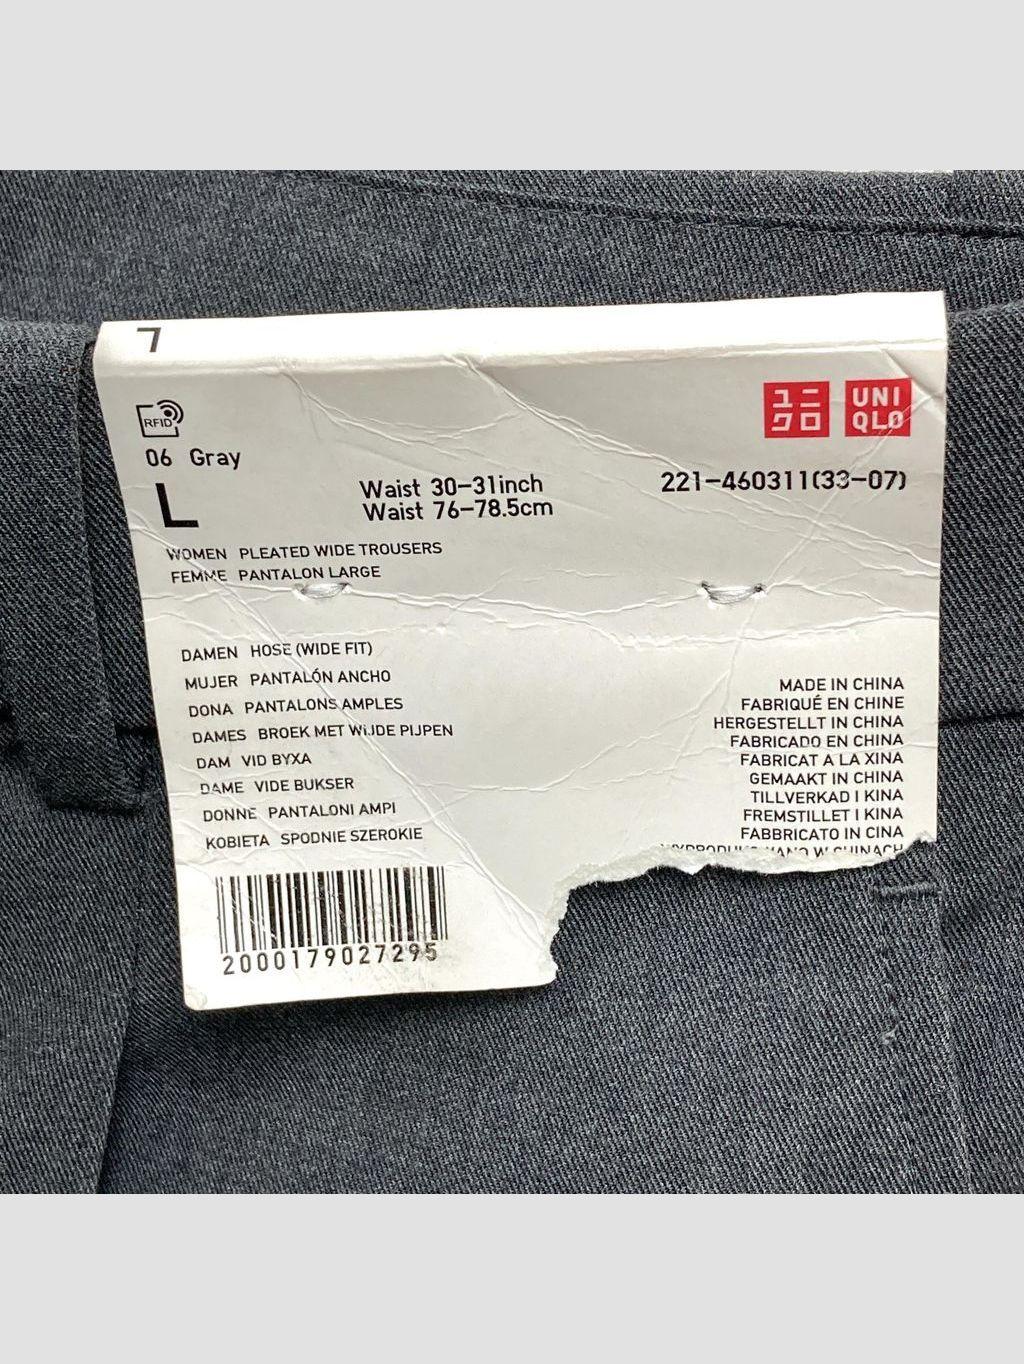 L
RFID
ユニ
クロ
UNI
QLO
06 Gray
L
Waist 30-31inch
Waist 76-78.5cm
221-460311(33-07)
WOMEN PLEATED WIDE TROUSERS
FEMME PANTALON LARGE
DAMEN HOSE (WIDE FIT)
MUJER PANTALÓN ANCHO
DONA PANTALONS AMPLES
DAMES BROEK MET WIJDE PIJPEN
DAM VID BYXA
DAME VIDE BUKSER
DONNE PANTALONI AMPI
KOBIETA SPODNIE SZEROKIE
MADE IN CHINA
FABRIQUÉ EN CHINE
HERGESTELLT IN CHINA
FABRICADO EN CHINA
FABRICAT A LA XINA
GEMAAKT IN CHINA
TILLVERKAD I KINA
FREMSTILLET I KINA
FABBRICATO IN CINA
W CHINACH
2000179027295